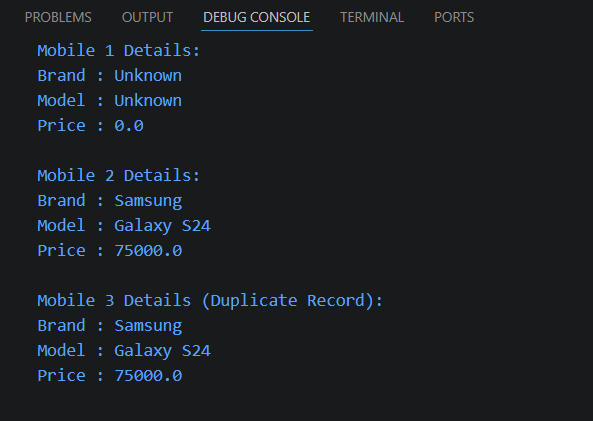 PROBLEMS OUTPUT DEBUG CONSOLE TERMINAL PORTS
Mobile 1 Details:
Brand : Unknown
Model : Unknown
Price : 0.0
Mobile 2 Details:
Brand : Samsung
Model : Galaxy S24
Price : 75000.0
Mobile 3 Details (Duplicate Record):
Brand : Samsung
Model : Galaxy S24
Price : 75000.0